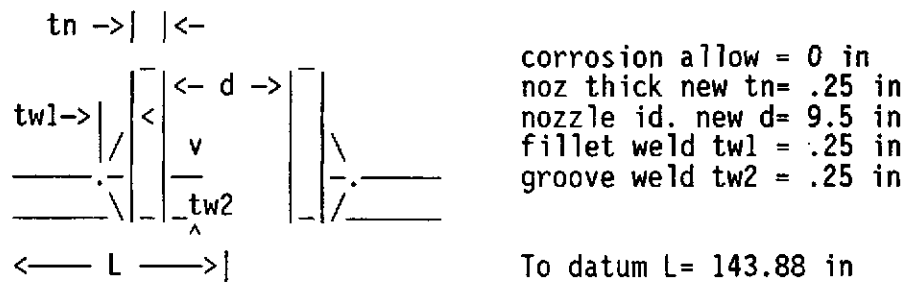 tn ->| |<-
<- d ->
twl->
<
v
tw2
^
<—— L ——>|
corrosion allow = 0 in
noz thick new tn= .25 in
nozzle id. new d= 9.5 in
fillet weld twl = .25 in
groove weld tw2 = .25 in
To datum L= 143.88 in